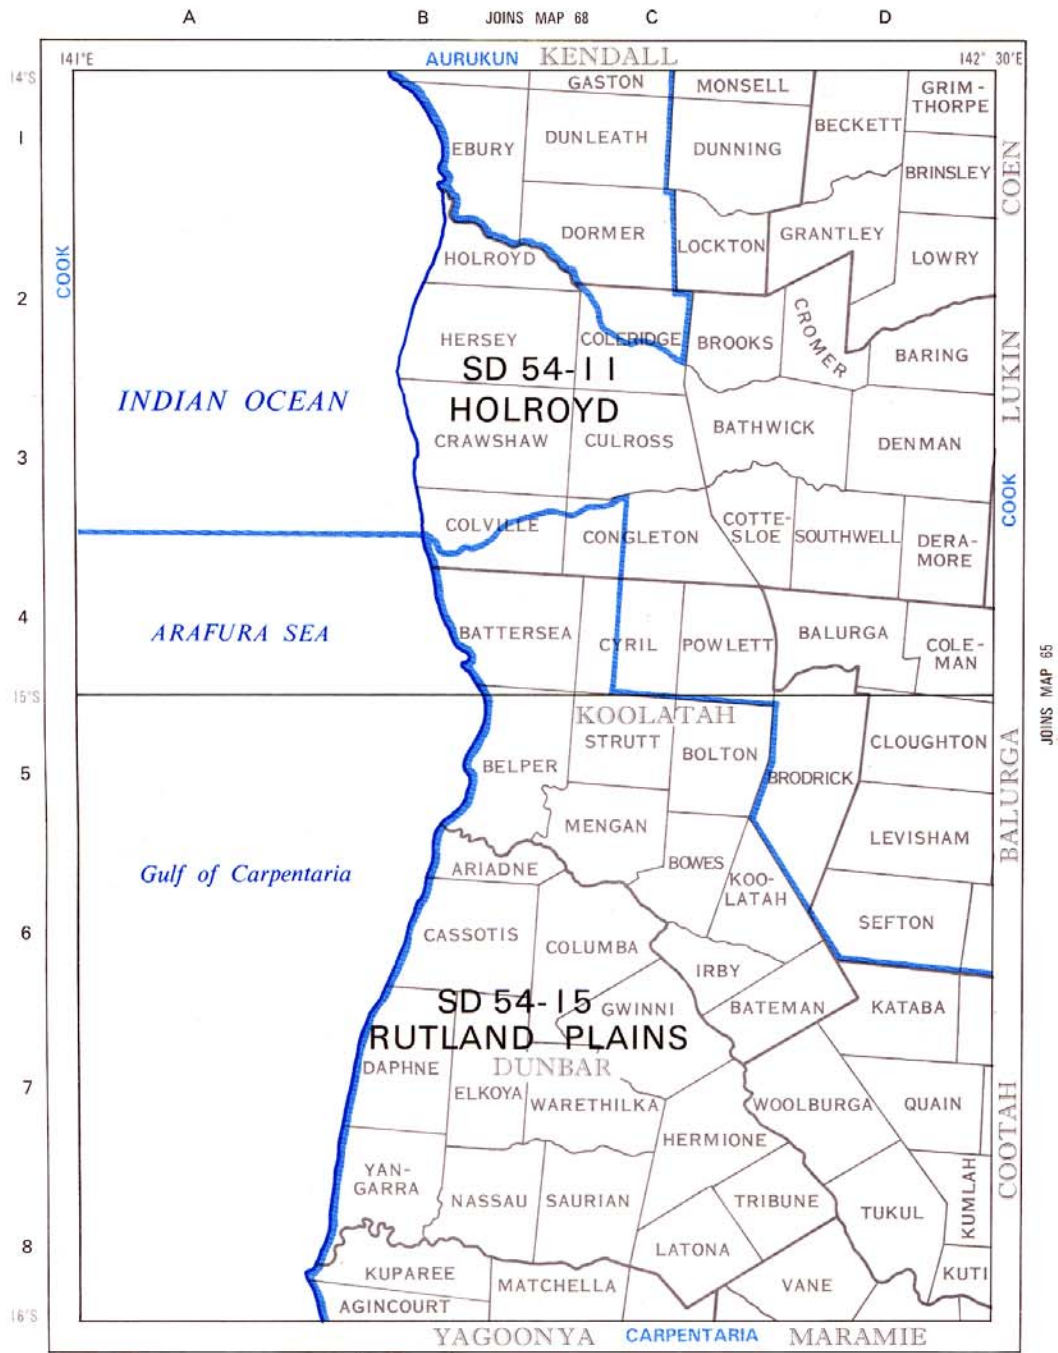 A B JOINS MAP 68 C D
141°E AURUKUN KENDALL 142° 30'E
14°S
GASTON MONSELL GRIM-
THORPE
1
BECKETT
EBURY DUNLEATH DUNNING
BRINSLEY
COEN
DORMER LOCKTON GRANTLEY
COOK
HOLROYD LOWRY
2
CROMER
HERSEY COLERIDGE BROOKS BARING
LUKIN
SD 54-11
INDIAN OCEAN
HOLROYD
BATHWICK
CRAWSHAW CULROSS DENMAN
3
COOK
COLVILLE CONGLETON COTTE-
SLOE SOUTHWELL DERA-
MORE
4
ARAFURA SEA
BATTERSEA CYRIL POWLETT BALURGA COLE-
MAN
JOINS MAP 65
15°S
KOOLATAH
STRUTT CLOUGHTON
BOLTON
BELPER BRODRICK
5
BALURGA
MENGAN LEVISHAM
Gulf of Carpentaria
ARIADNE BOWES KOO-
LATAH
SEFTON
6
CASSOTIS COLUMBA
IRBY
SD 54-15
GWINNI BATEMAN KATABA
RUTLAND PLAINS
DAPHNE DUNBAR
7
ELKOYA WARETHILKA WOOLBURGA QUAIN
COOTAH
HERMIONE
YAN-
GARRA
NASSAU SAURIAN TRIBUNE TUKUL KUMLAH
8
LATONA
KUPAREE MATCHELLA VANE KUTI
AGINCOURT
16°S
YAGOONYA CARPENTARIA MARAMIE